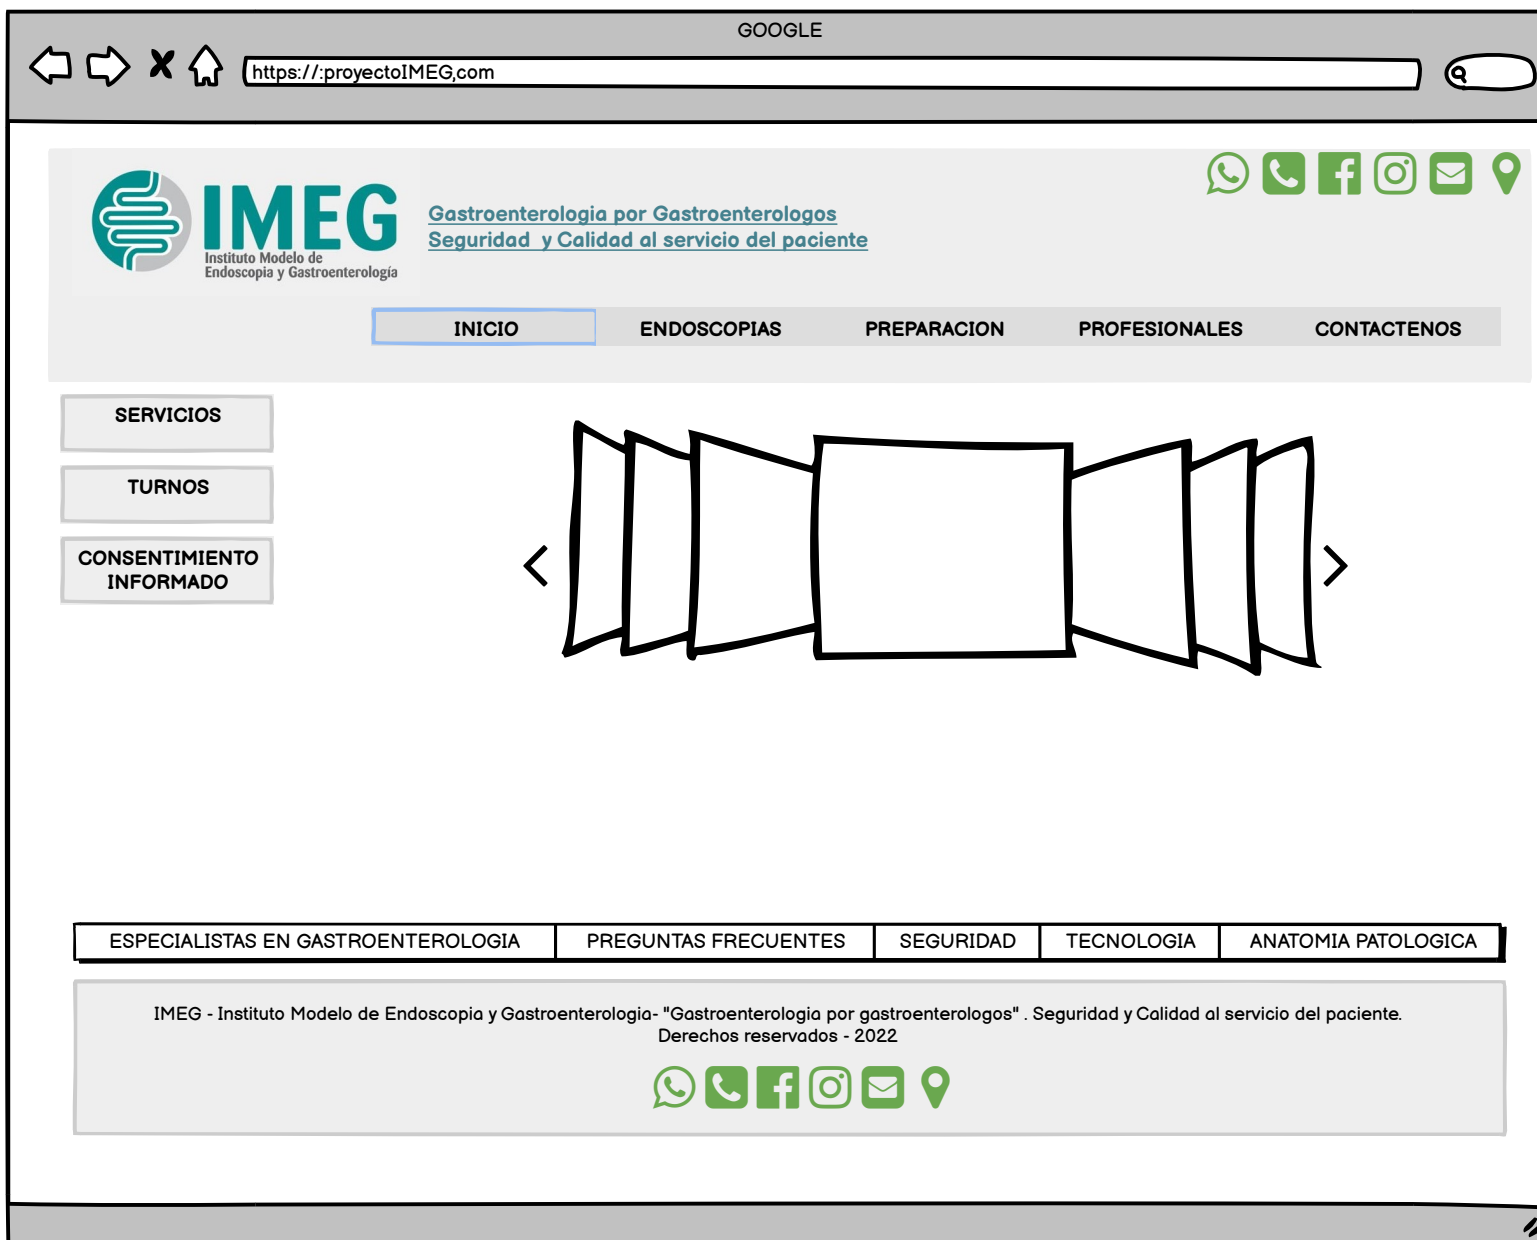 GOOGLE
https://:proyectoIMEG,com
IMEG
Instituto Modelo de
Endoscopia y Gastroenterología
Gastroenterologia por Gastroenterologos
Seguridad y Calidad al servicio del paciente
INICIO ENDOSCOPIAS PREPARACION PROFESIONALES CONTACTENOS
SERVICIOS
TURNOS
CONSENTIMIENTO
INFORMADO
ESPECIALISTAS EN GASTROENTEROLOGIA PREGUNTAS FRECUENTES SEGURIDAD TECNOLOGIA ANATOMIA PATOLOGICA
IMEG - Instituto Modelo de Endoscopia y Gastroenterologia- "Gastroenterologia por gastroenterologos" . Seguridad y Calidad al servicio del paciente.
Derechos reservados - 2022